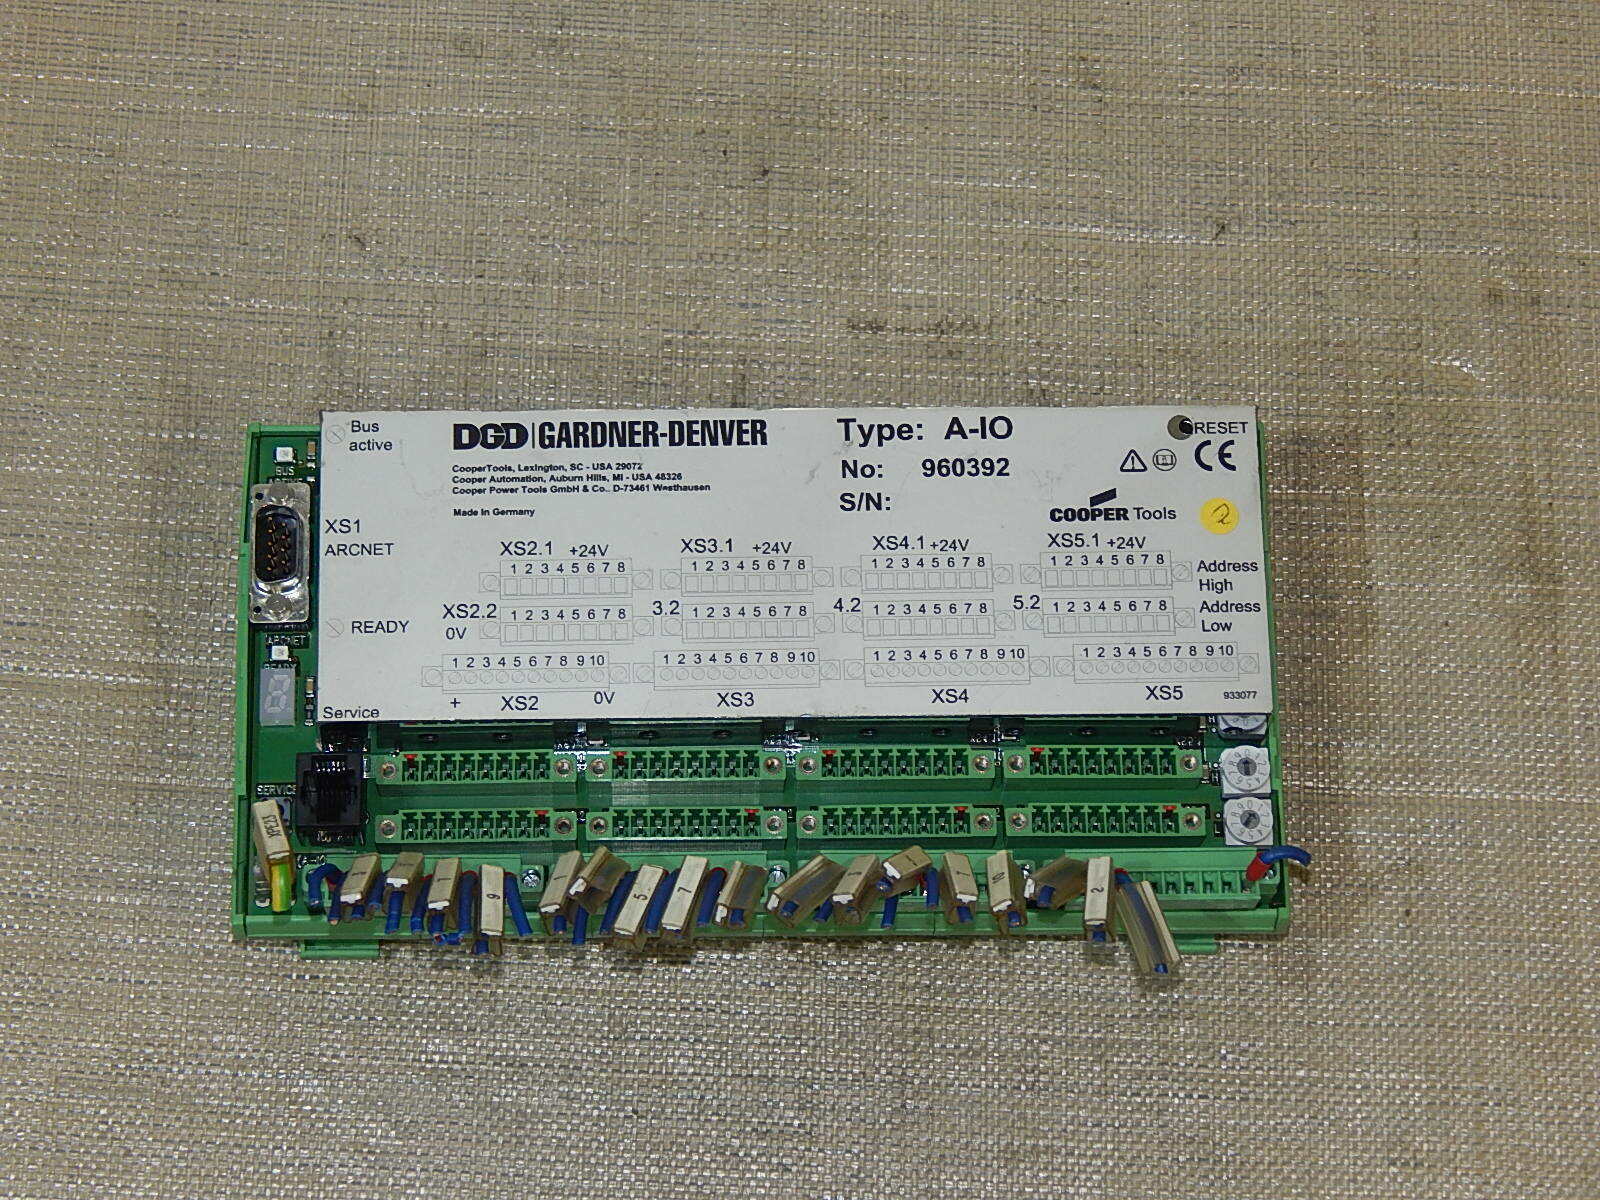 Bus
active
DGD GARDNER-DENVER
CooperTools, Lexington, SC - USA 29072
Cooper Automation, Auburn Hills, MI - USA 48326
Cooper Power Tools GmbH & Co., D-73461 Westhausen
Made in Germany
Type: A-IO
No: 960392
S/N:
RESET
CE
COOPER Tools
2
XS1
ARCNET
XS2.1 +24V
XS3.1 +24V
XS4.1 +24V
XS5.1 +24V
1 2 3 4 5 6 7 8
1 2 3 4 5 6 7 8
1 2 3 4 5 6 7 8
1 2 3 4 5 6 7 8
Address
High
XS2.2
0V
1 2 3 4 5 6 7 8
3.2
1 2 3 4 5 6 7 8
4.2
1 2 3 4 5 6 7 8
5.2
1 2 3 4 5 6 7 8
Address
Low
READY
1 2 3 4 5 6 7 8 9 10
1 2 3 4 5 6 7 8 9 10
1 2 3 4 5 6 7 8 9 10
1 2 3 4 5 6 7 8 9 10
+ XS2 0V
XS3
XS4
XS5
933077
Service
BUS
ARCNET
READY
SERVICE
9
5
7
10
2